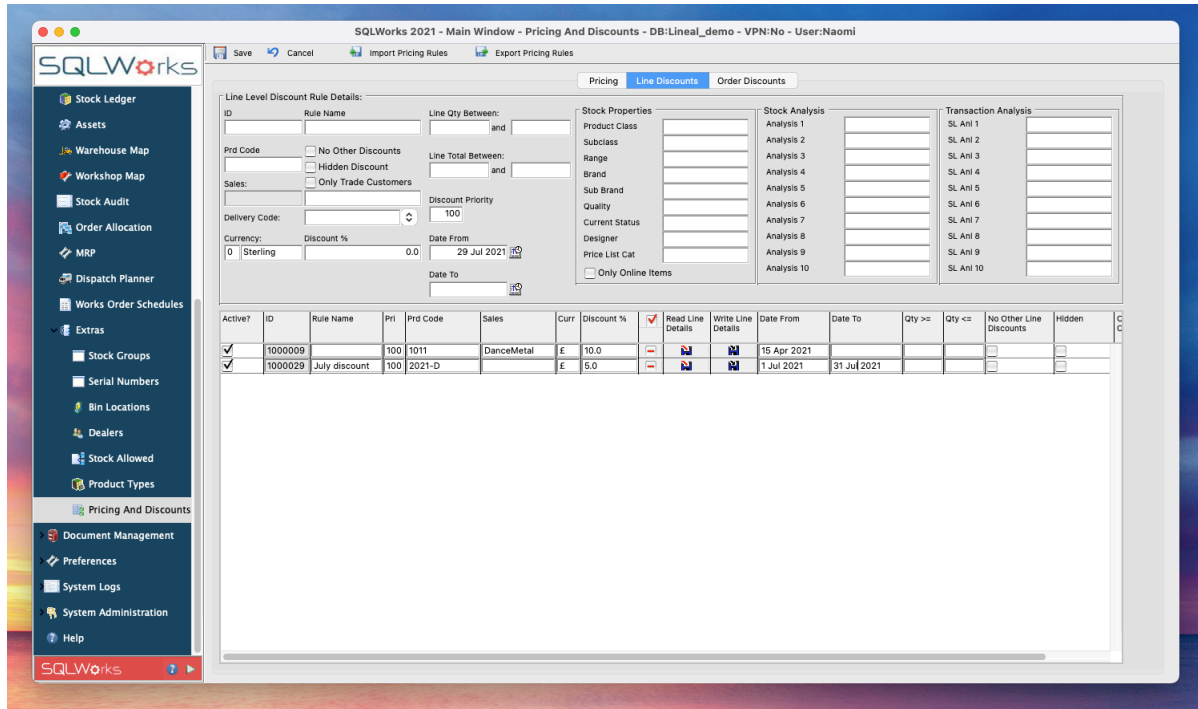 SQLWorks 2021 - Main Window - Pricing And Discounts - DB:Lineal_demo - VPN:No - User:Naomi
SQLWorks
Save Cancel Import Pricing Rules Export Pricing Rules
Pricing Line Discounts Order Discounts
Stock Ledger
Assets
Warehouse Map
Workshop Map
Stock Audit
Order Allocation
MRP
Dispatch Planner
Works Order Schedules
Extras
Stock Groups
Serial Numbers
Bin Locations
Dealers
Stock Allowed
Product Types
Pricing And Discounts
Document Management
Preferences
System Logs
System Administration
Help
SQLWorks
Line Level Discount Rule Details:
ID Rule Name Line Qty Between:
and
Prd Code No Other Discounts
Hidden Discount
Line Total Between:
and
Sales: Only Trade Customers
Discount Priority
100
Delivery Code:
Currency: Discount % Date From
0 Sterling 0.0 29 Jul 2021
Date To
Stock Properties
Product Class
Subclass
Range
Brand
Sub Brand
Quality
Current Status
Designer
Price List Cat
Only Online Items
Stock Analysis
Analysis 1
Analysis 2
Analysis 3
Analysis 4
Analysis 5
Analysis 6
Analysis 7
Analysis 8
Analysis 9
Analysis 10
Transaction Analysis
SL Anl 1
SL Anl 2
SL Anl 3
SL Anl 4
SL Anl 5
SL Anl 6
SL Anl 7
SL Anl 8
SL Anl 9
SL Anl 10
Active? ID Rule Name Pri Prd Code Sales Curr Discount % Read Line Details Write Line Details Date From Date To Qty >= Qty <= No Other Line Discounts Hidden
1000009 100 1011 DanceMetal £ 10.0 15 Apr 2021
1000029 July discount 100 2021-D £ 5.0 1 Jul 2021 31 Jul 2021